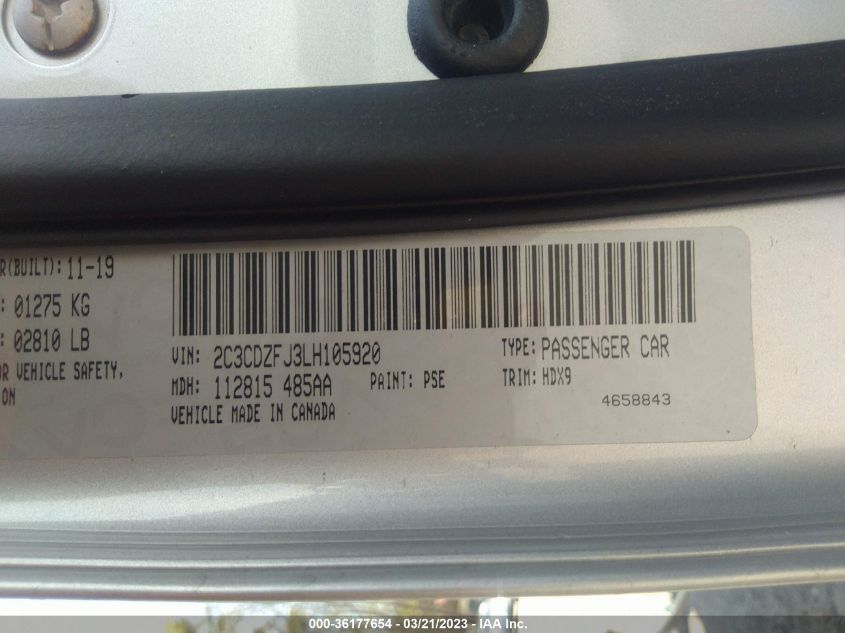 R(BUILT): 11-19
: 01275 KG
: 02810 LB
OR VEHICLE SAFETY,
ON
VIN: 2C3CDZFJ3LH105920
TYPE: PASSENGER CAR
MDH: 112815 485AA
PAINT: PSE
TRIM: HDX9
VEHICLE MADE IN CANADA
4658843
000-36177654 - 03/21/2023 - IAA Inc.